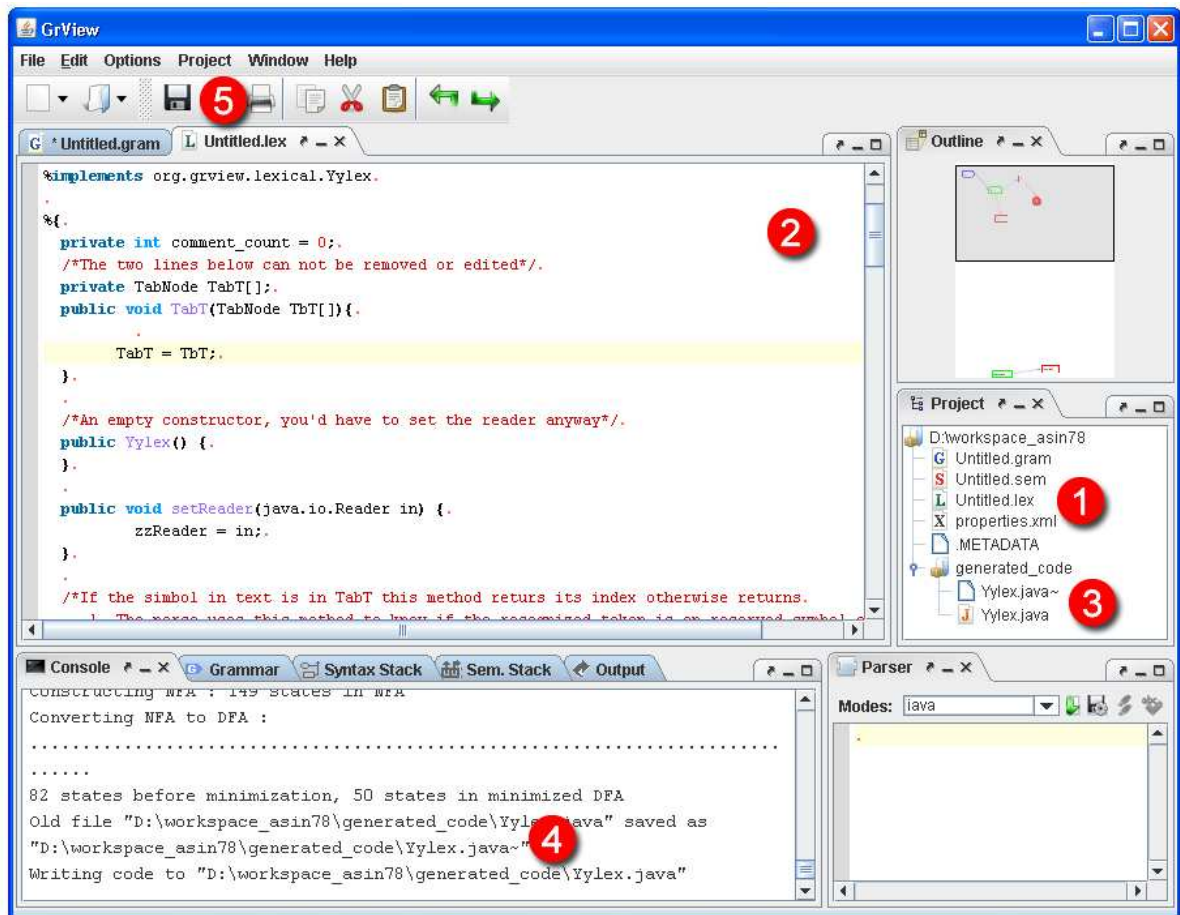 GrView
File Edit Options Project Window Help
5
G * Untitled.gram L Untitled.lex
%implements org.grview.lexical.Yylex.
.
%{.
private int comment_count = 0;.
/*The two lines below can not be removed or edited*/.
private TabNode TabT[];.
public void TabT(TabNode TbT[]){.
.
TabT = TbT;.
}.
.
/*An empty constructor, you'd have to set the reader anyway*/.
public Yylex() {.
}.
.
public void setReader(java.io.Reader in) {.
zzReader = in;.
}.
.
/*If the simbol in text is in TabT this method returs its index otherwise returns.
2
Outline
Project
D:\workspace_asin78
G Untitled.gram
S Untitled.sem
L Untitled.lex
1
X properties.xml
.METADATA
generated_code
Yylex.java~
3
J Yylex.java
Console Grammar Syntax Stack Sem. Stack Output
Constructing NFA : 149 states in NFA
Converting NFA to DFA :
.......................................................................
......
82 states before minimization, 50 states in minimized DFA
Old file "D:\workspace_asin78\generated_code\Yylex.java" saved as
"D:\workspace_asin78\generated_code\Yylex.java~"
4
Writing code to "D:\workspace_asin78\generated_code\Yylex.java"
Parser
Modes: java
.